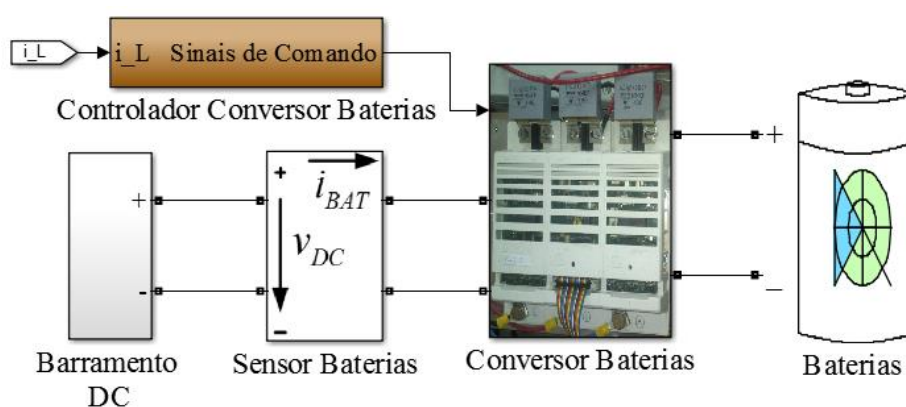 i_L
i_L Sinais de Comando
Controlador Conversor Baterias
+
-
Barramento
DC
+
i_BAT
v_DC
−
Sensor Baterias
Conversor Baterias
+
−
Baterias